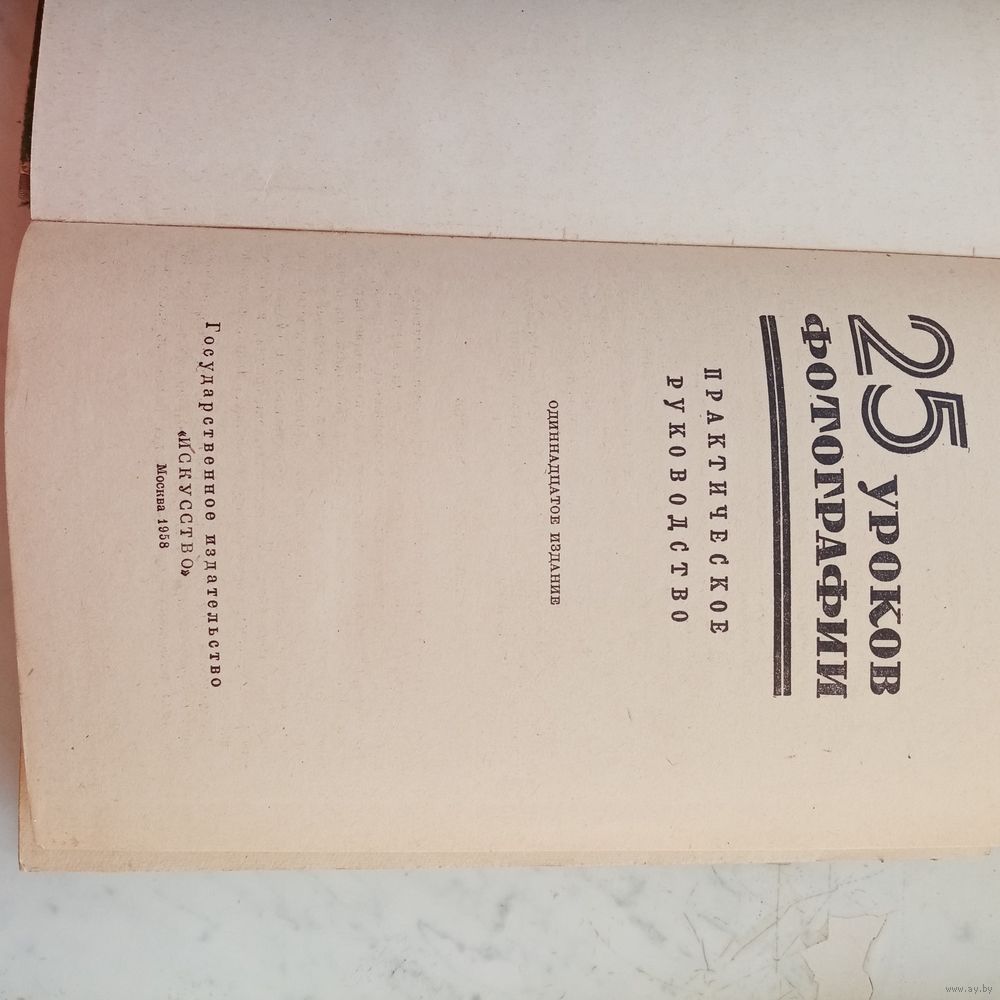 25 УРОКОВ
ФОТОГРАФИИ
ПРАКТИЧЕСКОЕ
РУКОВОДСТВО
ОДИННАДЦАТОЕ ИЗДАНИЕ
Государственное издательство
«ИСКУССТВО»
Москва 1958
www.ay.by